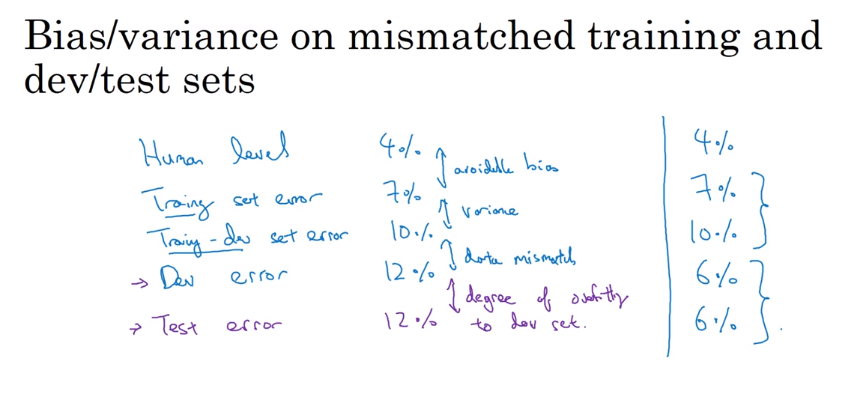 Bias/variance on mismatched training and
dev/test sets
Human level 4% 4%
avoidable bias
Training set error 7% 7%
variance
Training-dev set error 10% 10%
data mismatch
→ Dev error 12% 6%
degree of overfitting
to dev set.
→ Test error 12% 6%